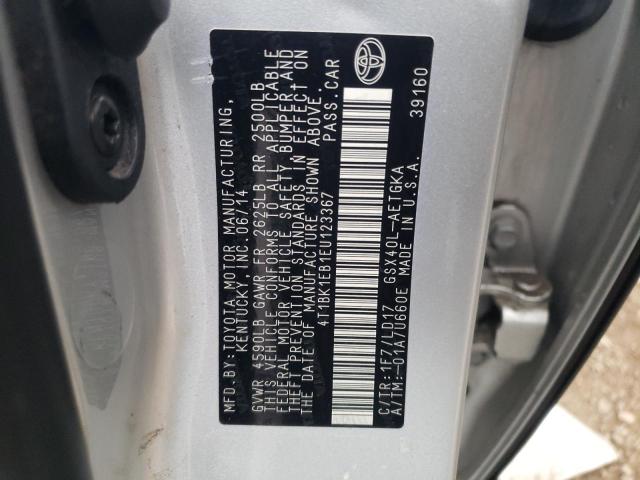 MFD.BY:TOYOTA MOTOR MANUFACTURING,
KENTUCKY, INC. 06/14
GVWR 4590LB GAWR FR 2625LB RR 2500LB
THIS VEHICLE CONFORMS TO ALL APPLICABLE
FEDERAL MOTOR VEHICLE SAFETY BUMPER, AND
THEFT PREVENTION STANDARDS IN EFFECT ON
THE DATE OF MANUFACTURE SHOWN ABOVE.
4T1BK1EB1EU123367 PASS.CAR
C/TR:1F7/LD17 GSX40L-AETGKA
A/TM:-01A/U660E MADE IN U.S.A. 39160